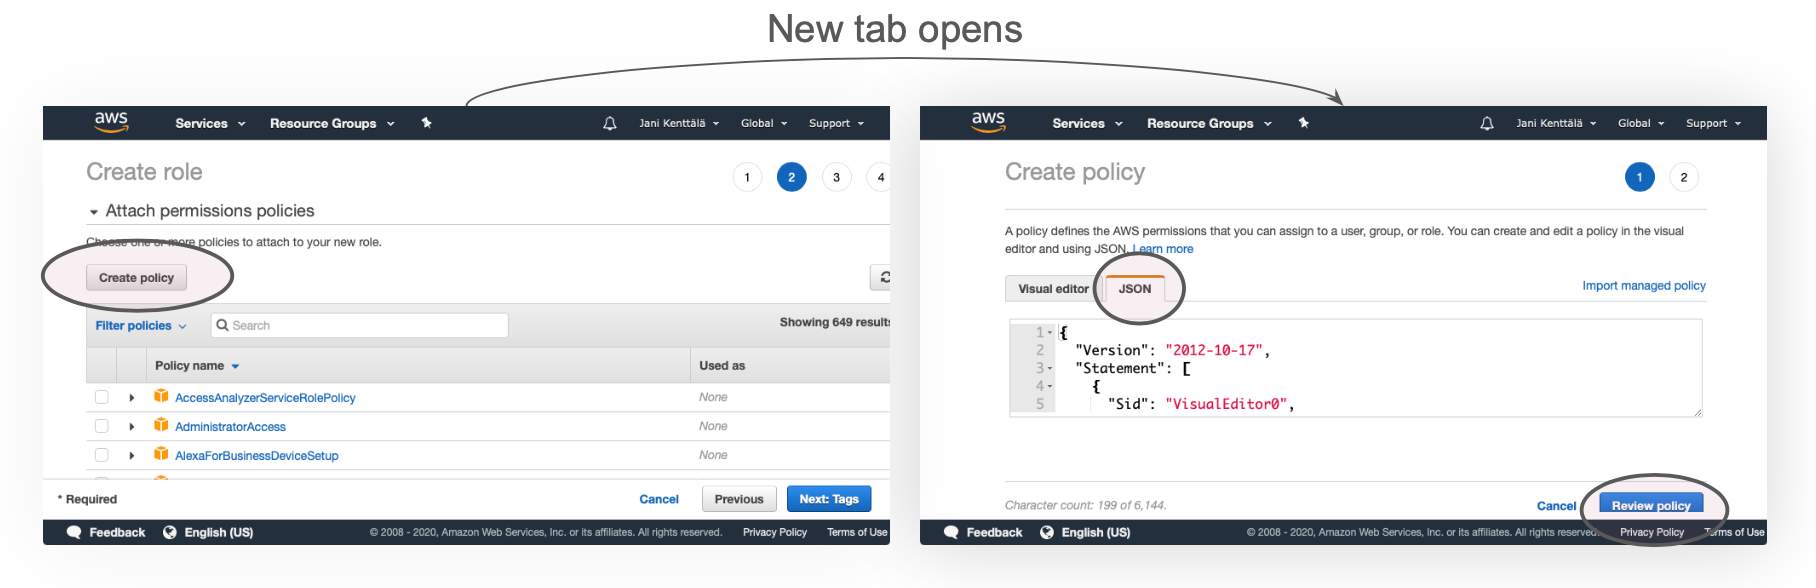 New tab opens
aws Services Resource Groups Jani Kenttälä Global Support
Create role 1 2 3 4
Attach permissions policies
Choose one or more policies to attach to your new role.
Create policy
Filter policies Search Showing 649 results
Policy name Used as
AccessAnalyzerServiceRolePolicy None
AdministratorAccess None
AlexaForBusinessDeviceSetup None
* Required Cancel Previous Next: Tags
Feedback English (US) © 2008 - 2020, Amazon Web Services, Inc. or its affiliates. All rights reserved. Privacy Policy Terms of Use
aws Services Resource Groups Jani Kenttälä Global Support
Create policy 1 2
A policy defines the AWS permissions that you can assign to a user, group, or role. You can create and edit a policy in the visual
editor and using JSON. Learn more
Visual editor JSON Import managed policy
1 {
2 "Version": "2012-10-17",
3 "Statement": [
4 {
5 "Sid": "VisualEditor0",
Character count: 199 of 6,144. Cancel Review policy
Feedback English (US) © 2008 - 2020, Amazon Web Services, Inc. or its affiliates. All rights reserved. Privacy Policy Terms of Use